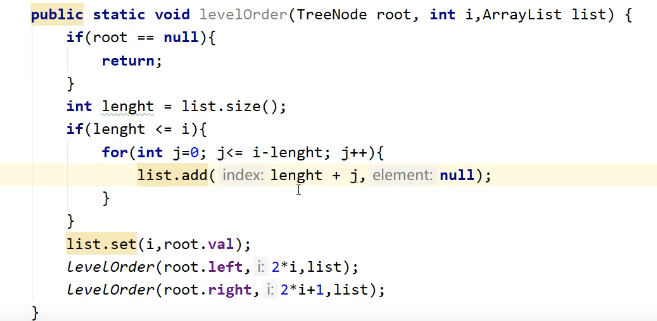 public static void levelOrder(TreeNode root, int i,ArrayList list) {
if(root == null){
return;
}
int lenght = list.size();
if(lenght <= i){
for(int j=0; j<= i-lenght; j++){
list.add( index: lenght + j, element: null);
}
}
list.set(i,root.val);
levelOrder(root.left, i: 2*i,list);
levelOrder(root.right, i: 2*i+1,list);
}